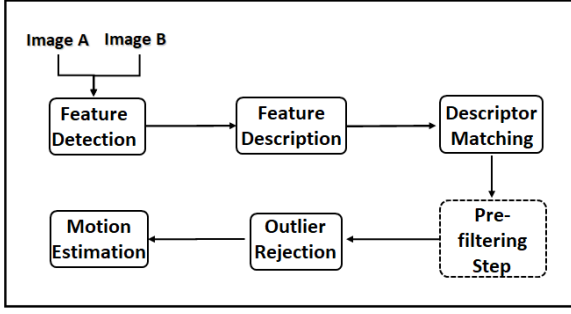 Image A Image B
Feature
Detection
Feature
Description
Descriptor
Matching
Pre-
filtering
Step
Outlier
Rejection
Motion
Estimation